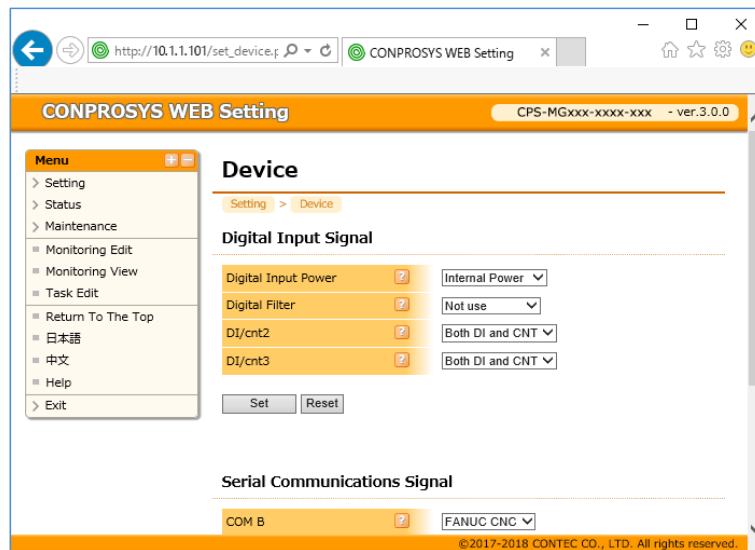 http://10.1.1.101/set_device.p
CONPROSYS WEB Setting
CONPROSYS WEB Setting
CPS-MGxxx-xxxx-xxx - ver.3.0.0
Menu
Setting
Status
Maintenance
Monitoring Edit
Monitoring View
Task Edit
Return To The Top
日本語
中文
Help
Exit
Device
Setting > Device
Digital Input Signal
Digital Input Power ? Internal Power
Digital Filter ? Not use
DI/cnt2 ? Both DI and CNT
DI/cnt3 ? Both DI and CNT
Set Reset
Serial Communications Signal
COM B ? FANUC CNC
©2017-2018 CONTEC CO., LTD. All rights reserved.